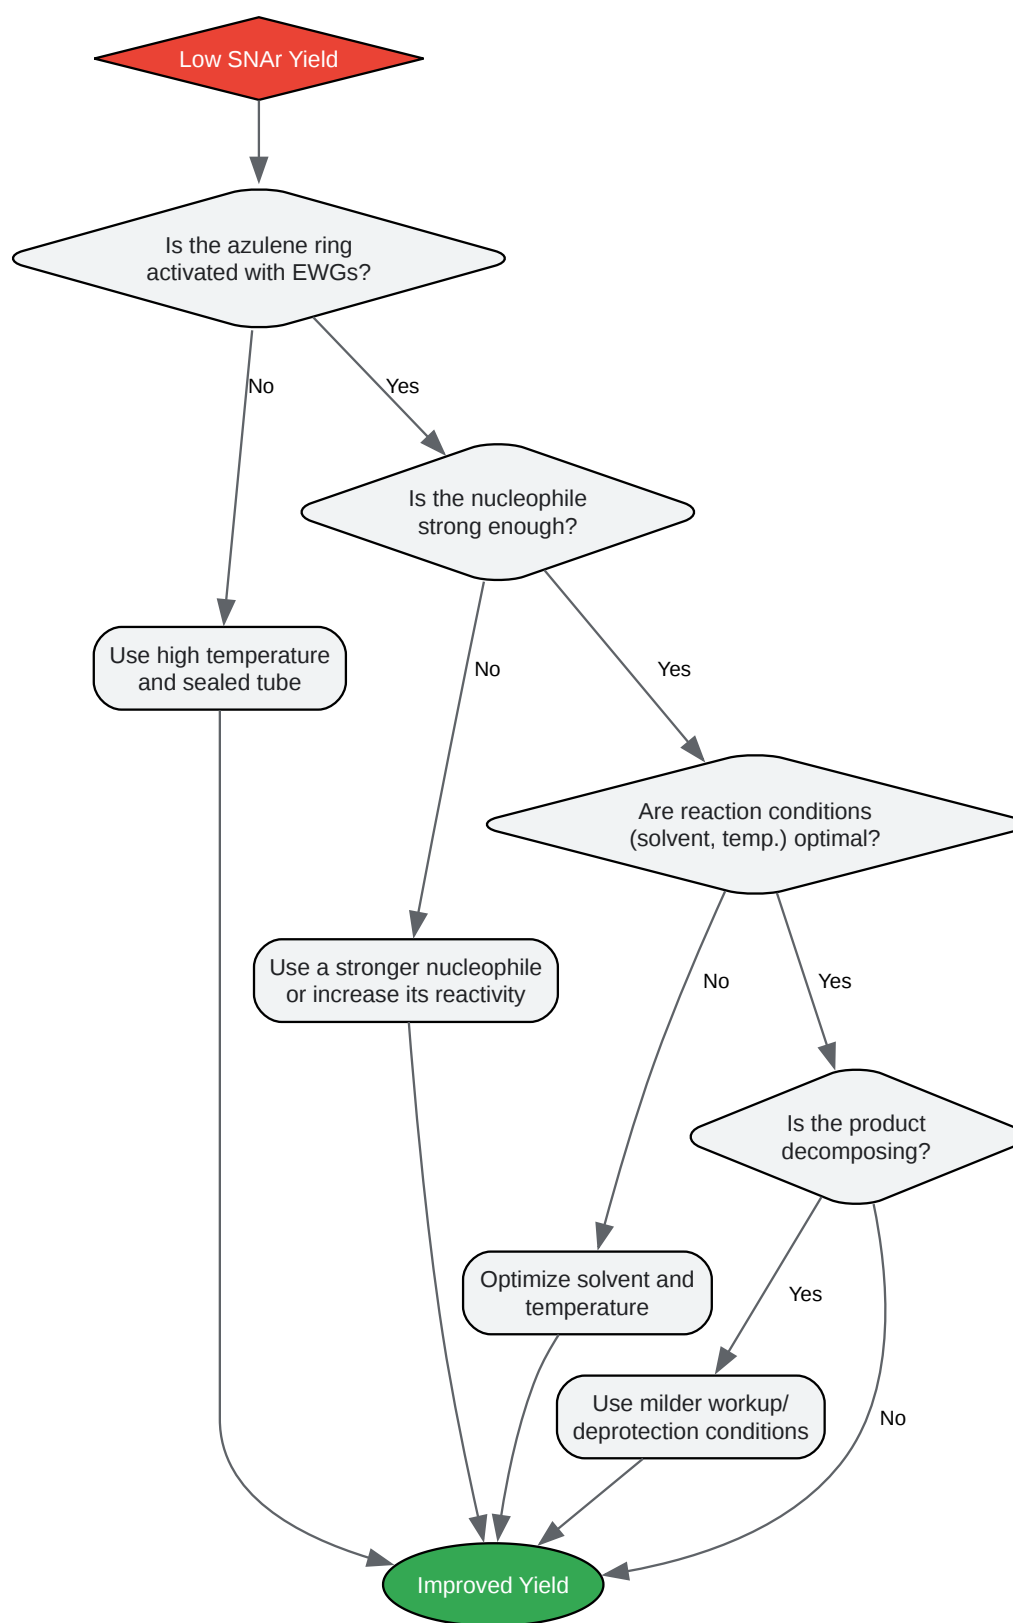 Low SNAr Yield
Is the azulene ring
activated with EWGs?
No
Yes
Is the nucleophile
strong enough?
Use high temperature
and sealed tube
No
Yes
Are reaction conditions
(solvent, temp.) optimal?
Use a stronger nucleophile
or increase its reactivity
No
Yes
Is the product
decomposing?
Optimize solvent and
temperature
Yes
Use milder workup/
deprotection conditions
No
Improved Yield